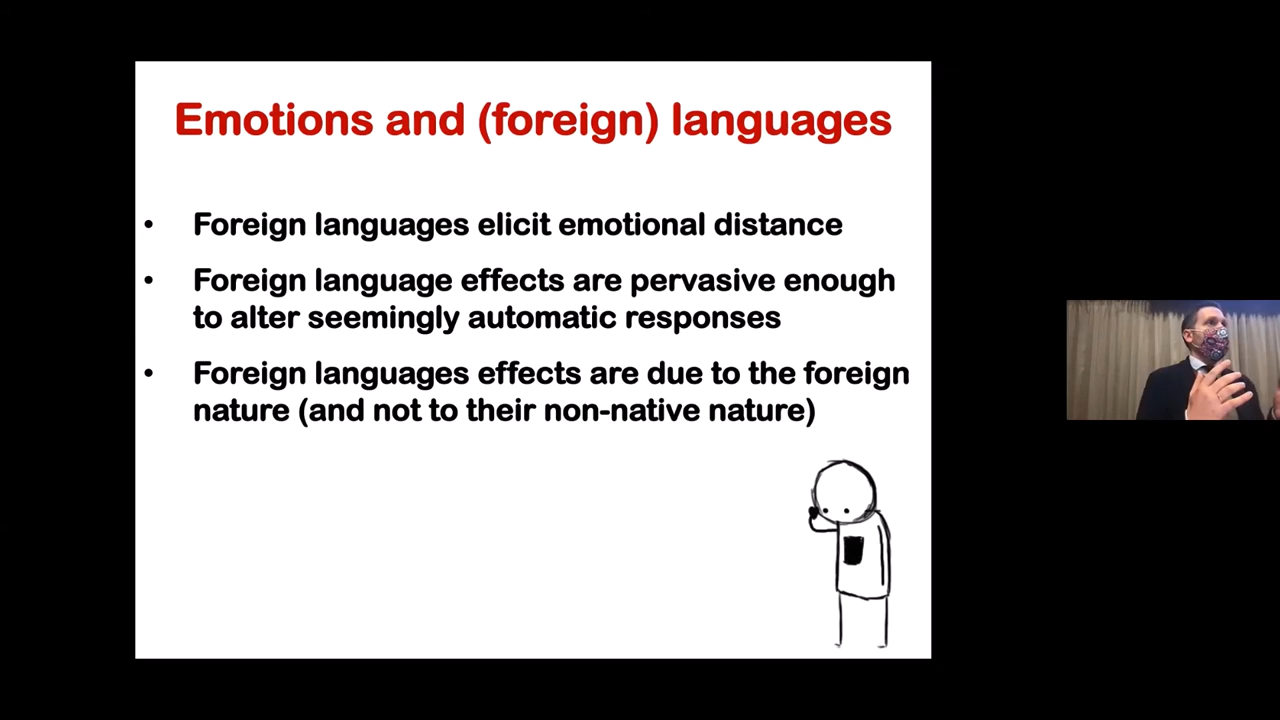 Emotions and (foreign) languages
• Foreign languages elicit emotional distance
• Foreign language effects are pervasive enough
to alter seemingly automatic responses
• Foreign languages effects are due to the foreign
nature (and not to their non-native nature)